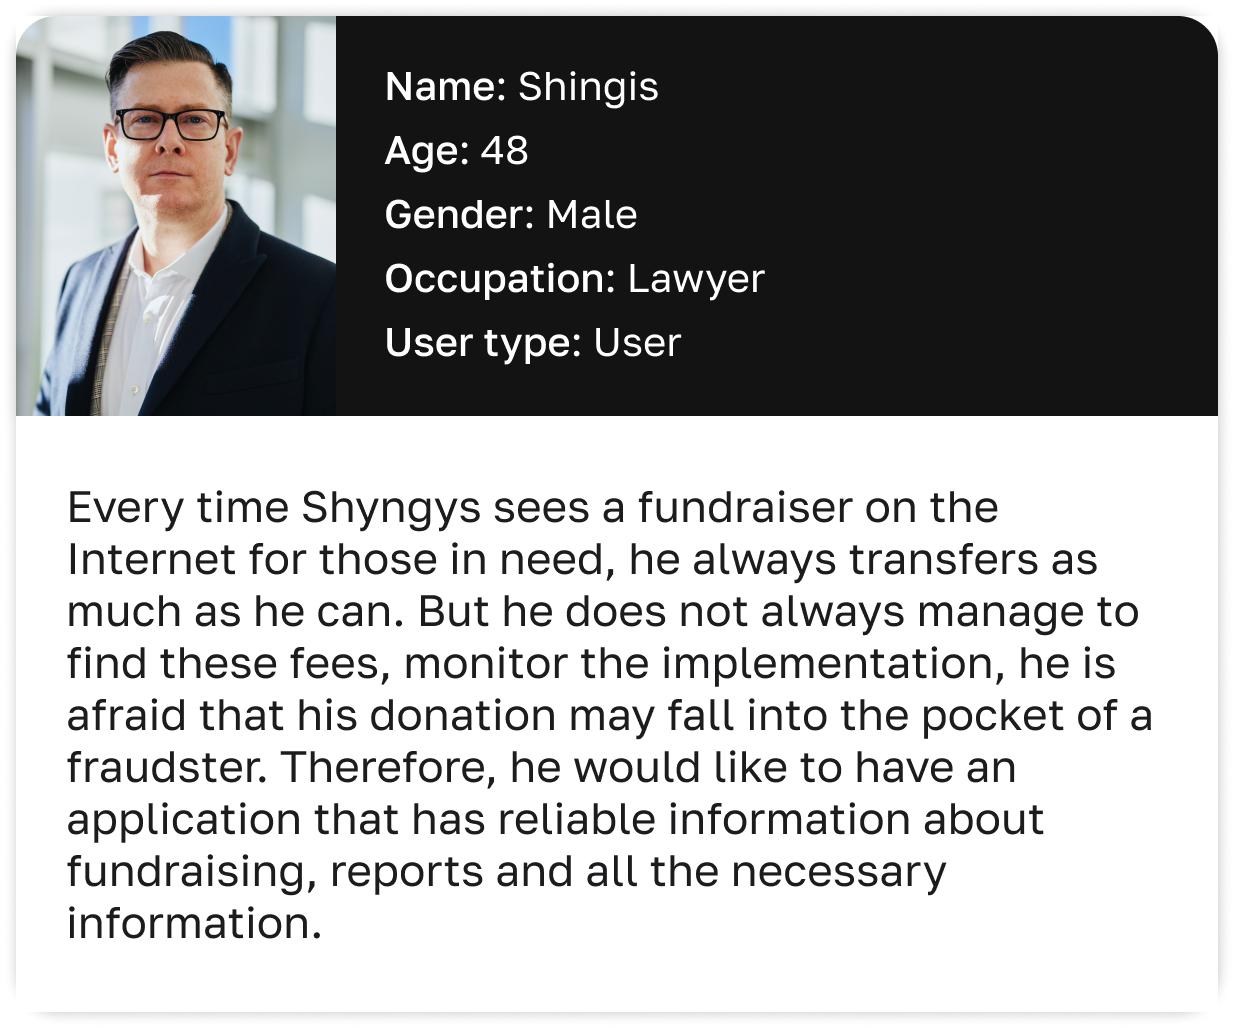 Name: Shingis
Age: 48
Gender: Male
Occupation: Lawyer
User type: User
Every time Shyngys sees a fundraiser on the
Internet for those in need, he always transfers as
much as he can. But he does not always manage to
find these fees, monitor the implementation, he is
afraid that his donation may fall into the pocket of a
fraudster. Therefore, he would like to have an
application that has reliable information about
fundraising, reports and all the necessary
information.